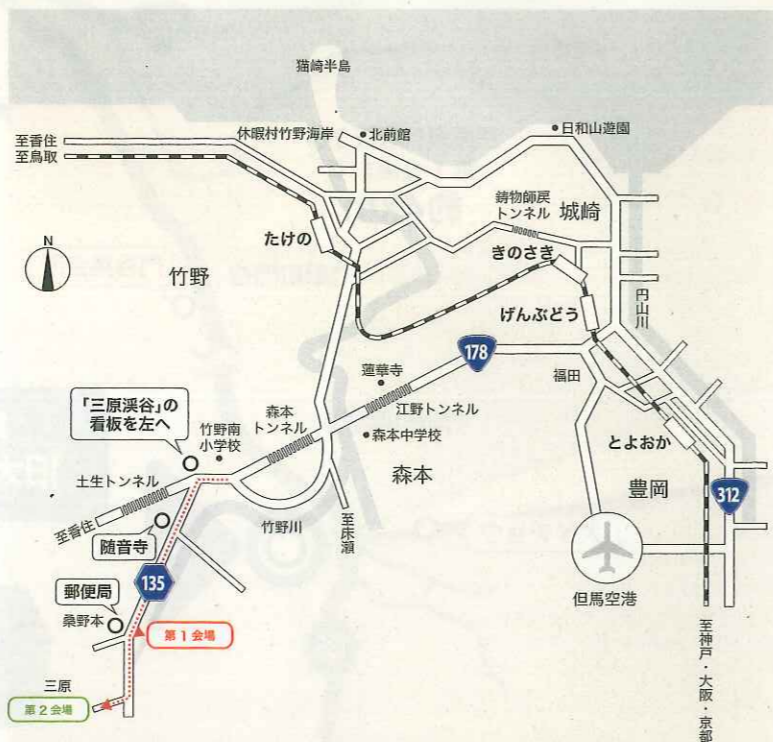 猫崎半島
至香住
至鳥取
休暇村竹野海岸
北前館
日和山遊園
鋳物師戻
トンネル
城崎
たけの
きのさき
N
竹野
げんぶどう
円山川
178
蓮華寺
福田
「三原渓谷」の
看板を左へ
竹野南
小学校
森本
トンネル
江野トンネル
森本中学校
とよおか
土生トンネル
森本
豊岡
312
至香住
竹野川
至床瀬
随音寺
135
郵便局
桑野本
但馬空港
第1会場
三原
第2会場
至神戸・大阪・京都